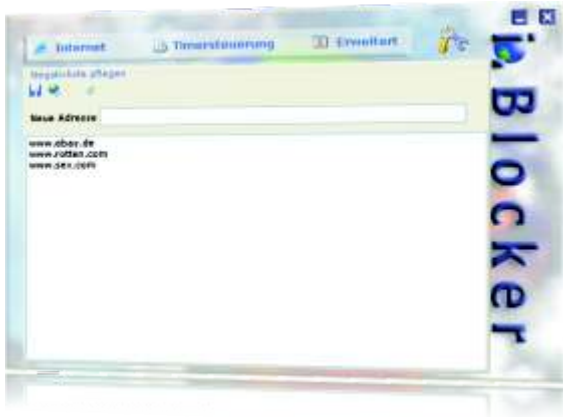 Internet
Timersteuerung
Erweitert
Negativliste pflegen
Neue Adresse
www.ebay.de
www.rotten.com
www.sex.com
i.Blocker